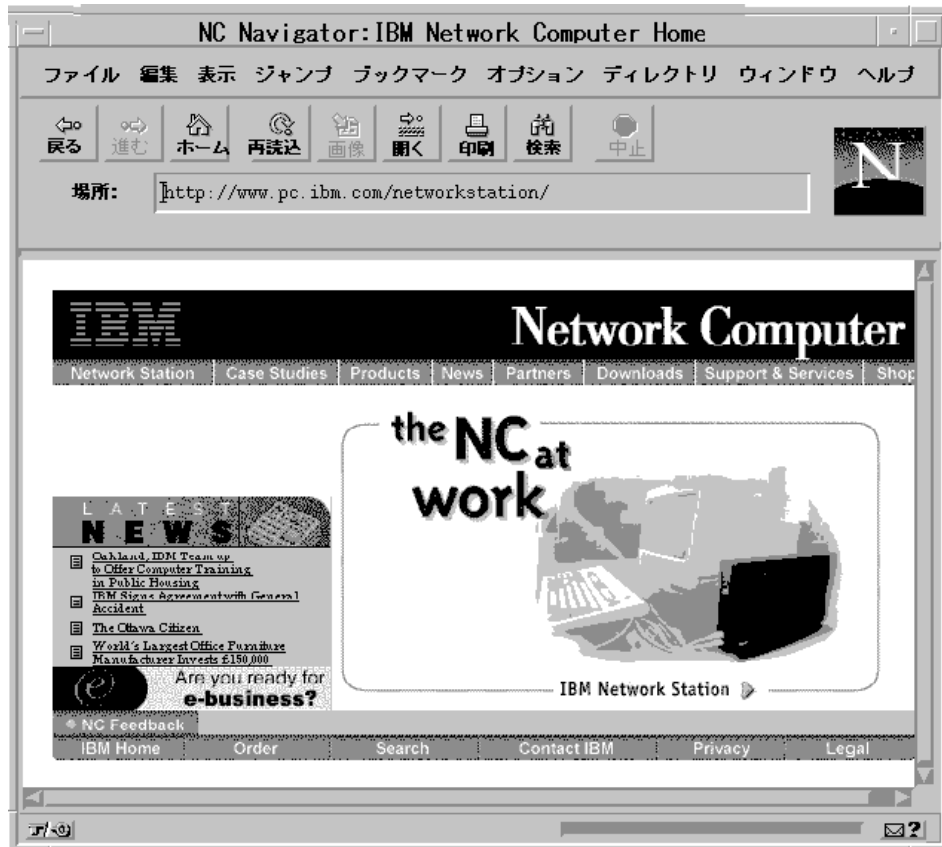 NC Navigator:IBM Network Computer Home
ファイル 編集 表示 ジャンプ ブックマーク オプション ディレクトリ ウィンドウ ヘルプ
戻る 進む ホーム 再読込 画像 開く 印刷 検索 中止
N
場所: http://www.pc.ibm.com/networkstation/
IBM Network Computer
Network Station Case Studies Products News Partners Downloads Support & Services Shop
the NC at
work
LATEST
NEWS
Oakland, IBM Team up
to Offer Computer Training
in Public Housing
IBM Signs Agreement with General
Accident
The Ottawa Citizen
World's Largest Office Furniture
Manufacturer Invests £150,000
e Are you ready for
e-business?
IBM Network Station
NC Feedback
IBM Home Order Search Contact IBM Privacy Legal